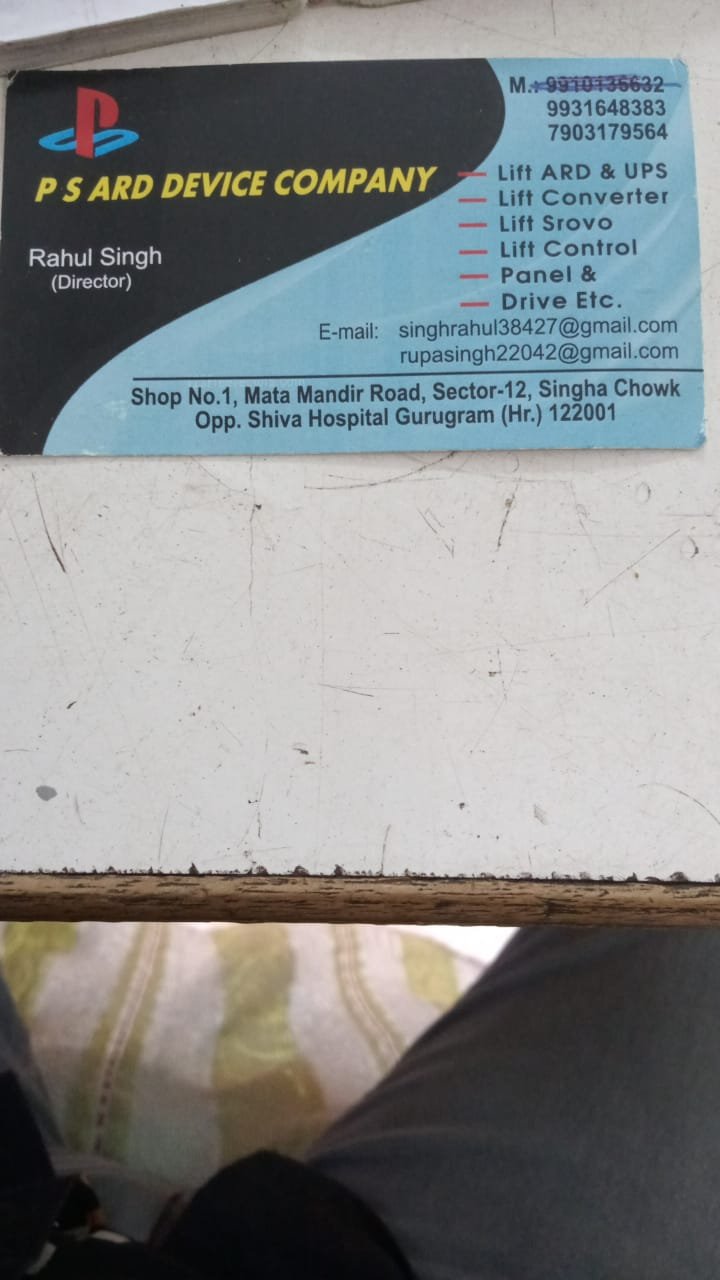 M.: 9910136632
9931648383
7903179564
P S ARD DEVICE COMPANY
Rahul Singh
(Director)
Lift ARD & UPS
Lift Converter
Lift Srovo
Lift Control
Panel &
Drive Etc.
E-mail: singhrahul38427@gmail.com
rupasingh22042@gmail.com
Shop No.1, Mata Mandir Road, Sector-12, Singha Chowk
Opp. Shiva Hospital Gurugram (Hr.) 122001